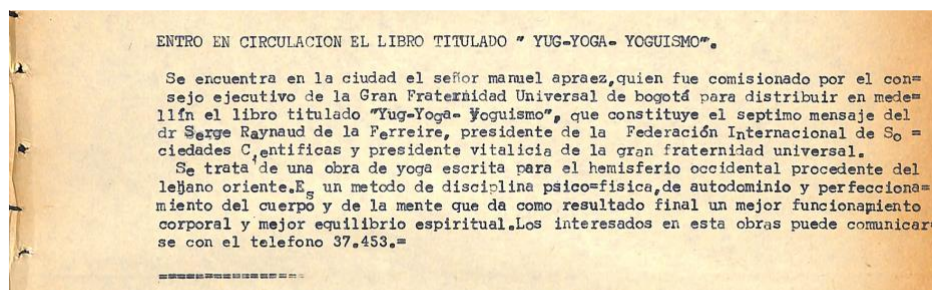 ENTRO EN CIRCULACION EL LIBRO TITULADO " YUG-YOGA- YOGUISMO".
Se encuentra en la ciudad el señor manuel apraez,quien fue comisionado por el con=
sejo ejecutivo de la Gran Fraternidad Universal de bogotá para distribuir en mede=
llín el libro titulado "Yug-Yoga- Yoguismo", que constituye el septimo mensaje del
dr Serge Raynaud de la Ferreire, presidente de la Federación Internacional de So =
ciedades Cientificas y presidente vitalicia de la gran fraternidad universal.
Se trata de una obra de yoga escrita para el hemisferio occidental procedente del
lejano oriente.Es un metodo de disciplina psico=fisica,de autodominio y perfecciona=
miento del cuerpo y de la mente que da como resultado final un mejor funcionamiento
corporal y mejor equilibrio espiritual.Los interesados en esta obras puede comunicar=
se con el telefono 37.453.=
================